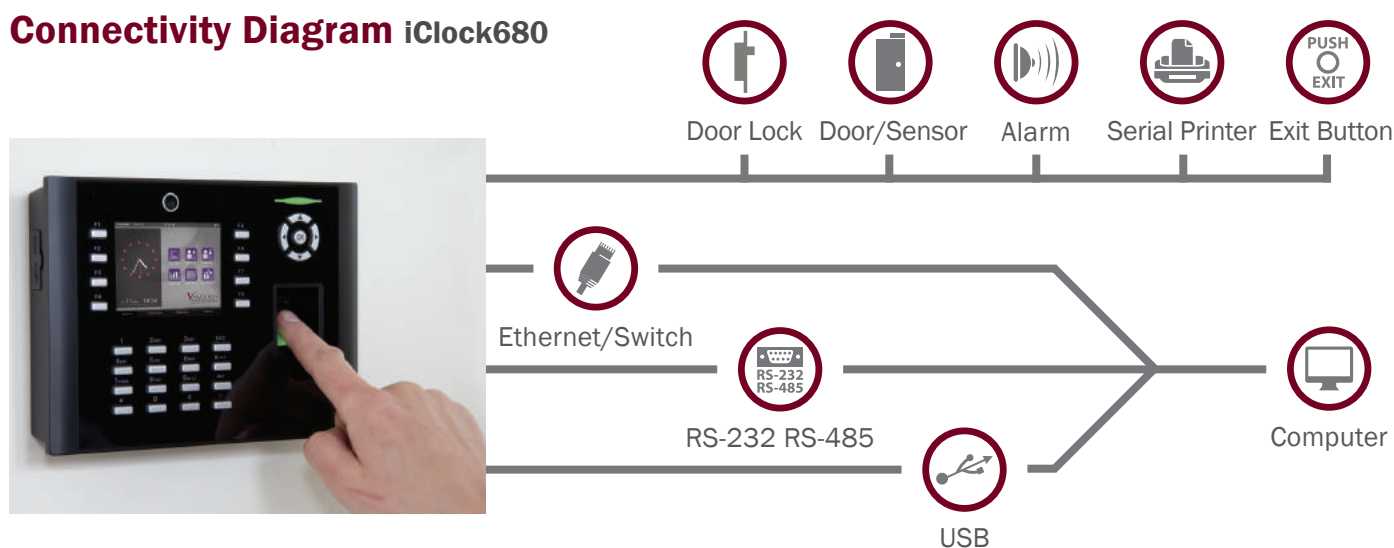 Connectivity Diagram iClock680
PUSH
EXIT
Door Lock Door/Sensor Alarm Serial Printer Exit Button
Ethernet/Switch
RS-232
RS-485
RS-232 RS-485
Computer
USB